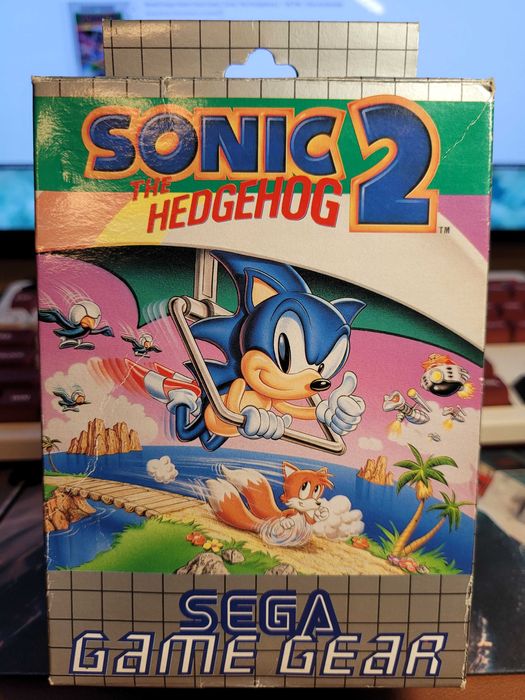 SONIC
THE
HEDGEHOG 2
TM
SEGA
GAME GEAR